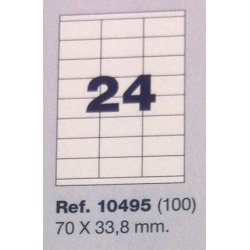 24
Ref. 10495 (100)
70 X 33,8 mm.